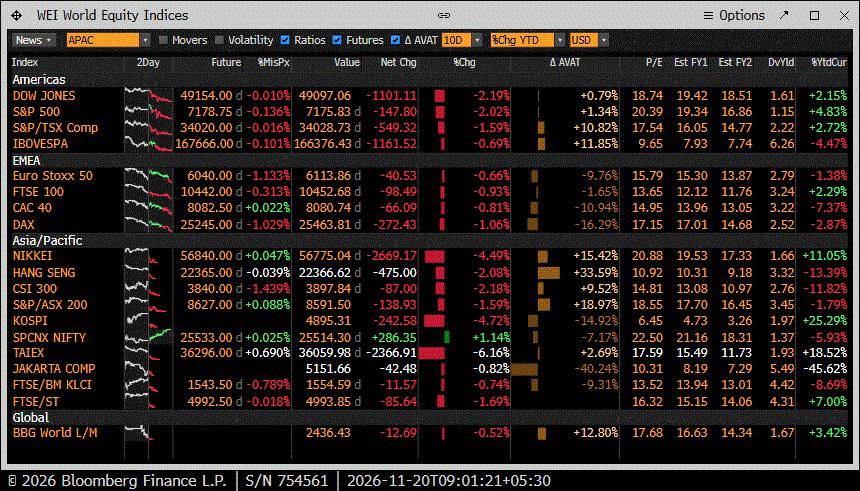 WEI World Equity Indices Options
News APAC Movers Volatility Ratios Futures Δ AVAT 10D %Chg YTD USD
Index 2Day Future %MisPx Value Net Chg %Chg Δ AVAT P/E Est FY1 Est FY2 DvYld %YtdCur
Americas
DOW JONES 49154.00 d -0.010% 49097.06 -1101.11 -2.19% +0.79% 18.74 19.42 18.51 1.61 +2.15%
S&P 500 7178.75 d -0.136% 7175.83 d -147.80 -2.02% +1.34% 20.39 19.34 16.86 1.15 +4.83%
S&P/TSX Comp 34020.00 d -0.016% 34028.73 d -549.32 -1.59% +10.82% 17.54 16.05 14.77 2.22 +2.72%
IBOVESPA 167666.00 d -0.101% 166376.43 d -1161.52 -0.69% +11.85% 9.65 7.93 7.74 6.26 -4.47%
EMEA
Euro Stoxx 50 6040.00 d -1.133% 6113.86 d -40.53 -0.66% -9.76% 15.79 15.30 13.87 2.79 -1.38%
FTSE 100 10442.00 d -0.313% 10452.68 d -98.49 -0.93% -1.65% 13.65 12.12 11.76 3.24 +2.29%
CAC 40 8082.50 d +0.022% 8080.74 d -66.09 -0.81% -10.94% 14.95 13.96 13.05 3.22 -7.37%
DAX 25245.00 d -1.029% 25463.81 d -272.43 -1.06% -16.29% 17.15 17.01 14.68 2.52 -2.87%
Asia/Pacific
NIKKEI 56840.00 d +0.047% 56775.04 d -2669.17 -4.49% +15.42% 20.88 19.53 17.33 1.66 +11.05%
HANG SENG 22365.00 d -0.039% 22366.62 d -475.00 -2.08% +33.59% 10.92 10.31 9.18 3.32 -13.39%
CSI 300 3840.00 d -1.439% 3897.84 d -87.00 -2.18% +9.52% 14.81 13.08 10.97 2.76 -11.82%
S&P/ASX 200 8627.00 d +0.088% 8591.50 d -138.93 -1.59% +18.97% 18.55 17.70 16.45 3.45 -1.79%
KOSPI 4895.31 d -242.58 -4.72% -14.92% 6.45 4.73 3.26 1.97 +25.29%
SPCNX NIFTY 25533.00 d +0.025% 25514.30 d +286.35 +1.14% -7.17% 22.50 21.16 18.31 1.37 -5.93%
TAIEX 36296.00 d +0.690% 36059.98 d -2366.91 -6.16% +2.69% 17.59 15.49 11.73 1.93 +18.52%
JAKARTA COMP 5151.66 -42.48 -0.82% -40.24% 10.31 8.19 7.29 5.49 -45.62%
FTSE/BM KLCI 1543.50 d -0.789% 1554.59 d -11.57 -0.74% -9.31% 13.52 13.94 13.01 4.42 -8.69%
FTSE/ST 4992.50 d -0.018% 4993.85 d -85.64 -1.69% 16.32 15.15 14.06 4.31 +7.00%
Global
BBG World L/M 2436.43 -12.69 -0.52% +12.80% 17.68 16.63 14.34 1.67 +3.42%
© 2026 Bloomberg Finance L.P. | S/N 754561 | 2026-11-20T09:01:21+05:30